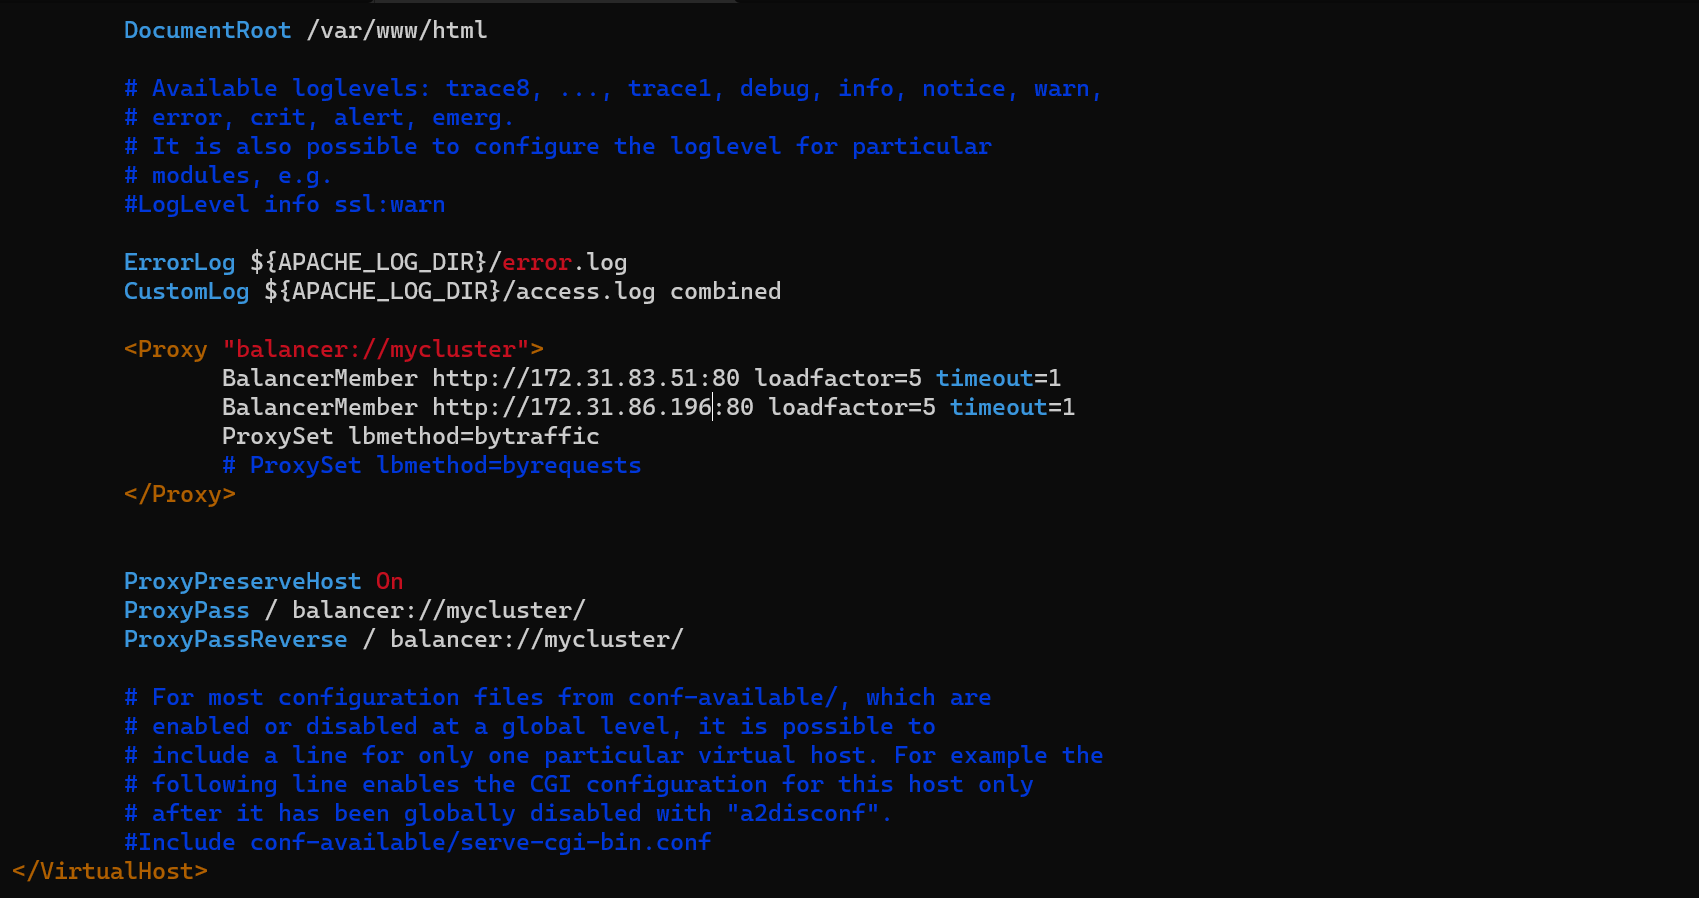 DocumentRoot /var/www/html
# Available loglevels: trace8, ..., trace1, debug, info, notice, warn,
# error, crit, alert, emerg.
# It is also possible to configure the loglevel for particular
# modules, e.g.
#LogLevel info ssl:warn
ErrorLog ${APACHE_LOG_DIR}/error.log
CustomLog ${APACHE_LOG_DIR}/access.log combined
<Proxy "balancer://mycluster">
BalancerMember http://172.31.83.51:80 loadfactor=5 timeout=1
BalancerMember http://172.31.86.196:80 loadfactor=5 timeout=1
ProxySet lbmethod=bytraffic
# ProxySet lbmethod=byrequests
</Proxy>
ProxyPreserveHost On
ProxyPass / balancer://mycluster/
ProxyPassReverse / balancer://mycluster/
# For most configuration files from conf-available/, which are
# enabled or disabled at a global level, it is possible to
# include a line for only one particular virtual host. For example the
# following line enables the CGI configuration for this host only
# after it has been globally disabled with "a2disconf".
#Include conf-available/serve-cgi-bin.conf
</VirtualHost>